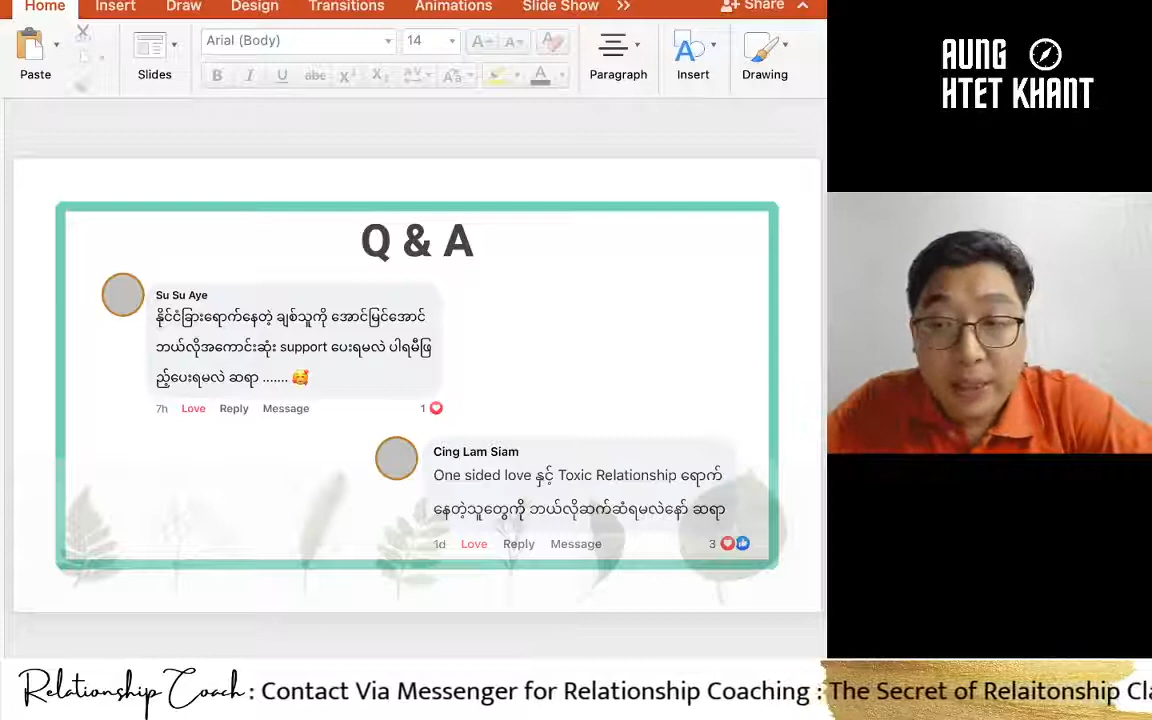 Home Insert Draw Design Transitions Animations Slide Show Share
Arial (Body) 14
Paste Slides Paragraph Insert Drawing
AUNG
HTET KHANT
Q & A
Su Su Aye
နိုင်ငံခြားရောက်နေတဲ့ ချစ်သူကို အောင်မြင်အောင်
ဘယ်လိုအကောင်းဆုံး support ပေးရမလဲ ပါရမီဖြ
ည့်ပေးရမလဲ ဆရာ ....... 🥰
7h Love Reply Message 1
Cing Lam Siam
One sided love နှင့် Toxic Relationship ရောက်
နေတဲ့သူတွေကို ဘယ်လိုဆက်ဆံရမလဲနော် ဆရာ
1d Love Reply Message 3
Relationship Coach : Contact Via Messenger for Relationship Coaching : The Secret of Relaitonship Cla